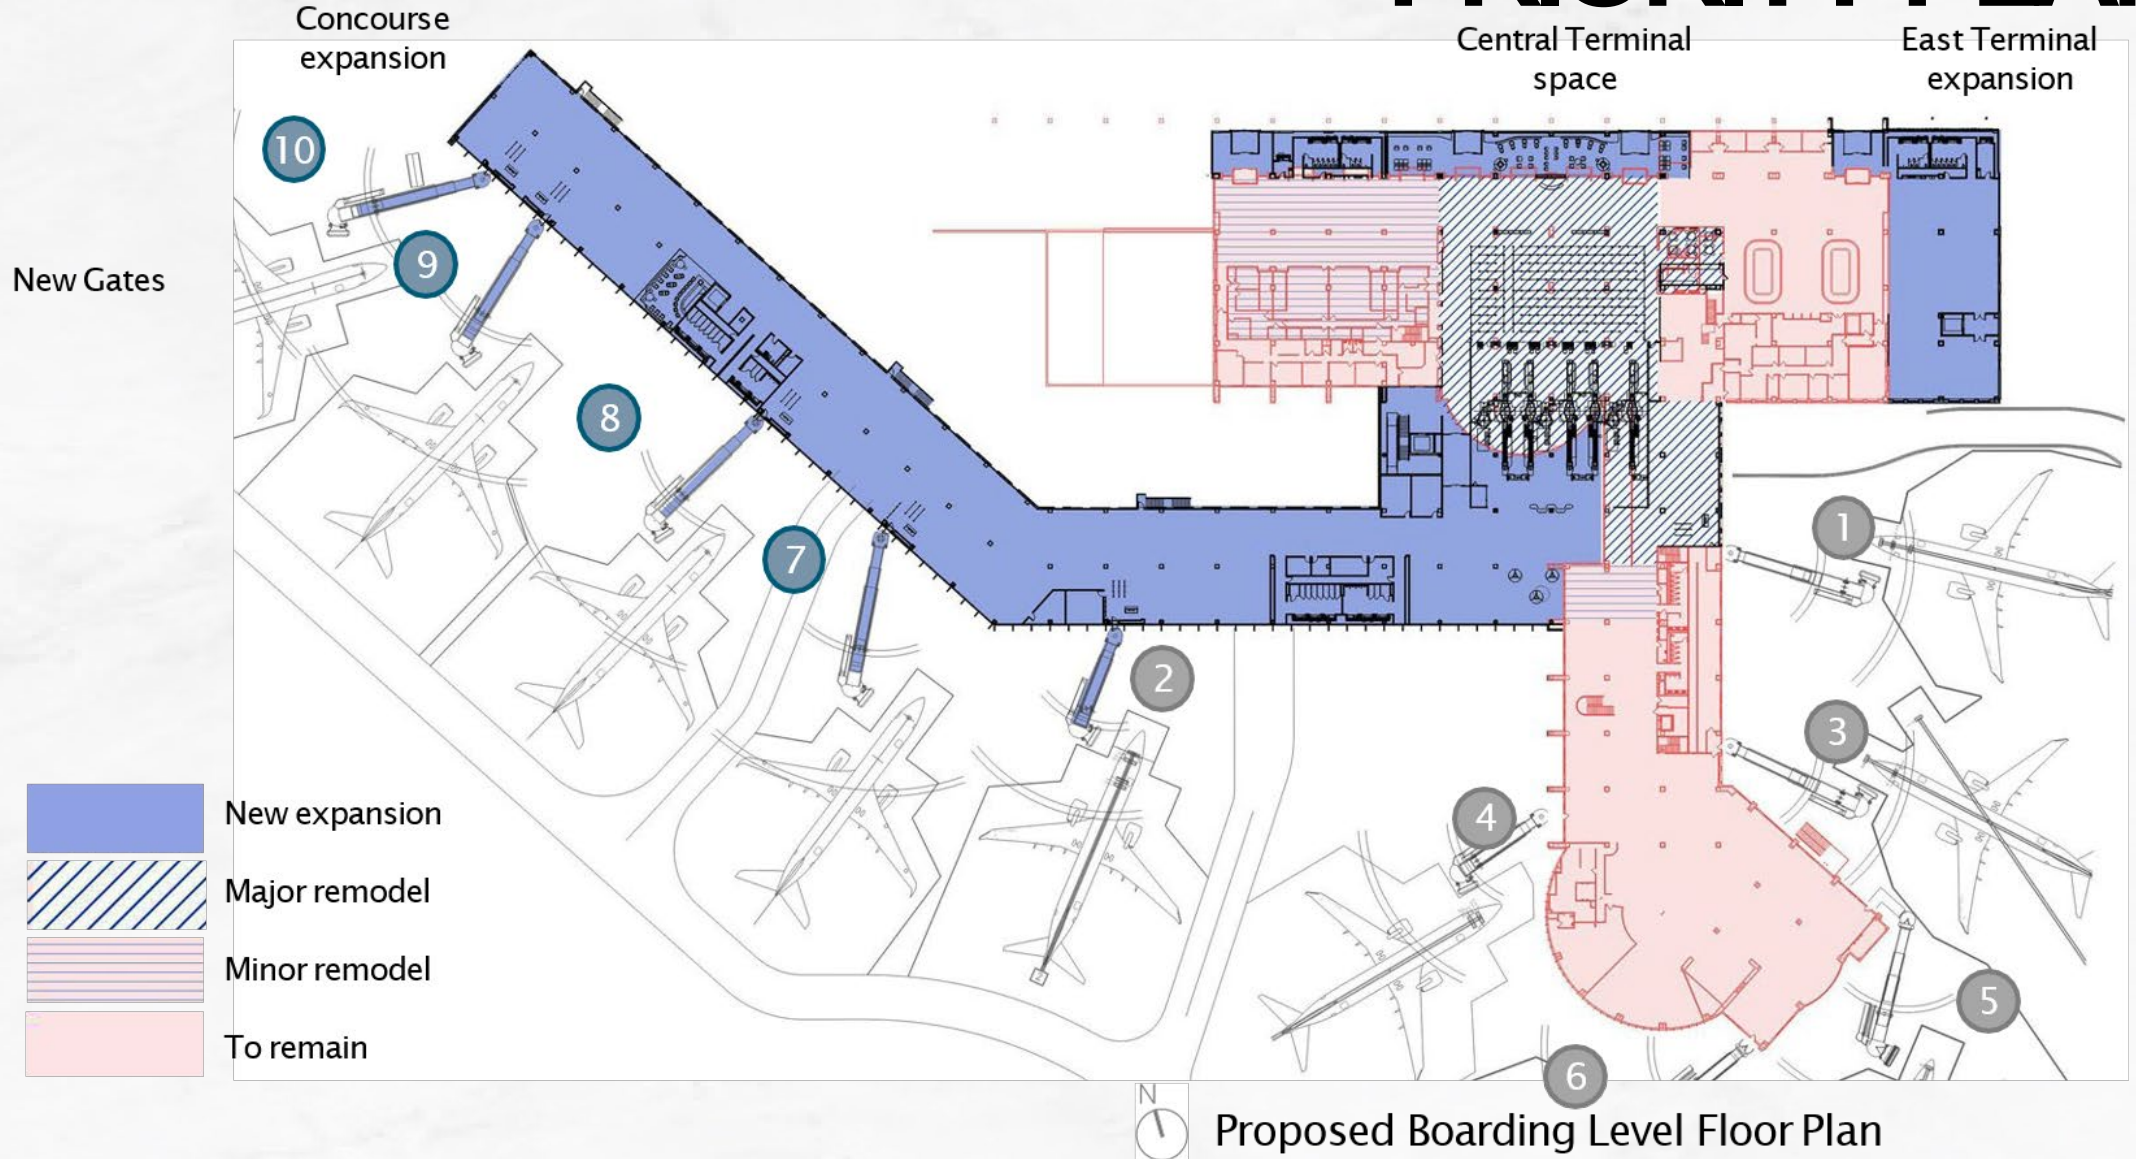 Concourse
expansion
Central Terminal
space
East Terminal
expansion
10
9
New Gates
8
7
1
2
3
4
5
6
New expansion
Major remodel
Minor remodel
To remain
N
Proposed Boarding Level Floor Plan